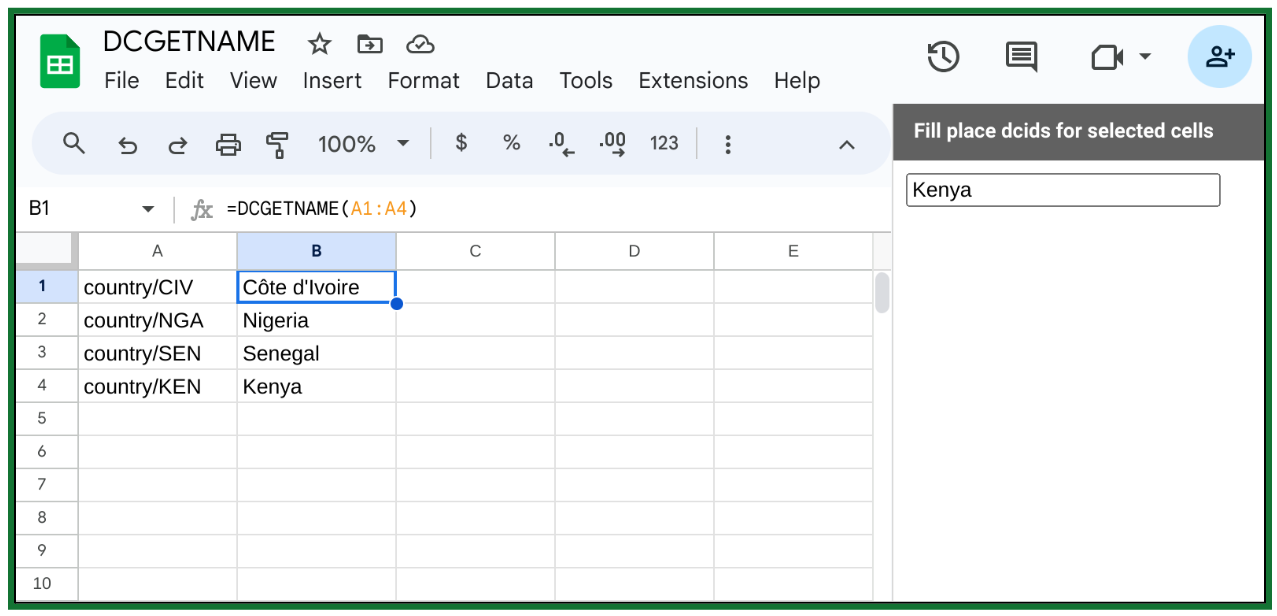 DCGETNAME
File Edit View Insert Format Data Tools Extensions Help
100% $ % .0 .00 123
Fill place dcids for selected cells
Kenya
B1 fx =DCGETNAME(A1:A4)
A B C D E
1 country/CIV Côte d'Ivoire
2 country/NGA Nigeria
3 country/SEN Senegal
4 country/KEN Kenya
5
6
7
8
9
10